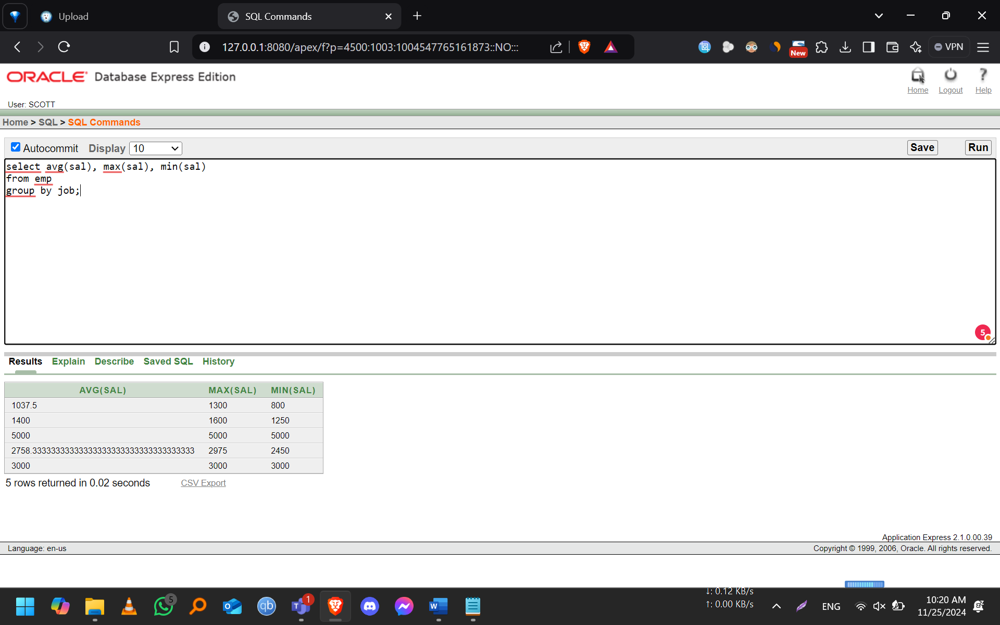 Upload
SQL Commands
127.0.0.1:8080/apex/f?p=4500:1003:1004547765161873::NO:::
New
VPN
ORACLE Database Express Edition
Home
Logout
Help
User: SCOTT
Home > SQL > SQL Commands
Autocommit Display 10
Save
Run
select avg(sal), max(sal), min(sal)
from emp
group by job;
5
Results Explain Describe Saved SQL History
AVG(SAL) MAX(SAL) MIN(SAL)
1037.5 1300 800
1400 1600 1250
5000 5000 5000
2758.33333333333333333333333333333333333 2975 2450
3000 3000 3000
5 rows returned in 0.02 seconds
CSV Export
Application Express 2.1.0.00.39
Language: en-us
Copyright © 1999, 2006, Oracle. All rights reserved.
5
qb
T
1
W
↓: 0.12 KB/s
↑: 0.00 KB/s
ENG
10:20 AM
11/25/2024